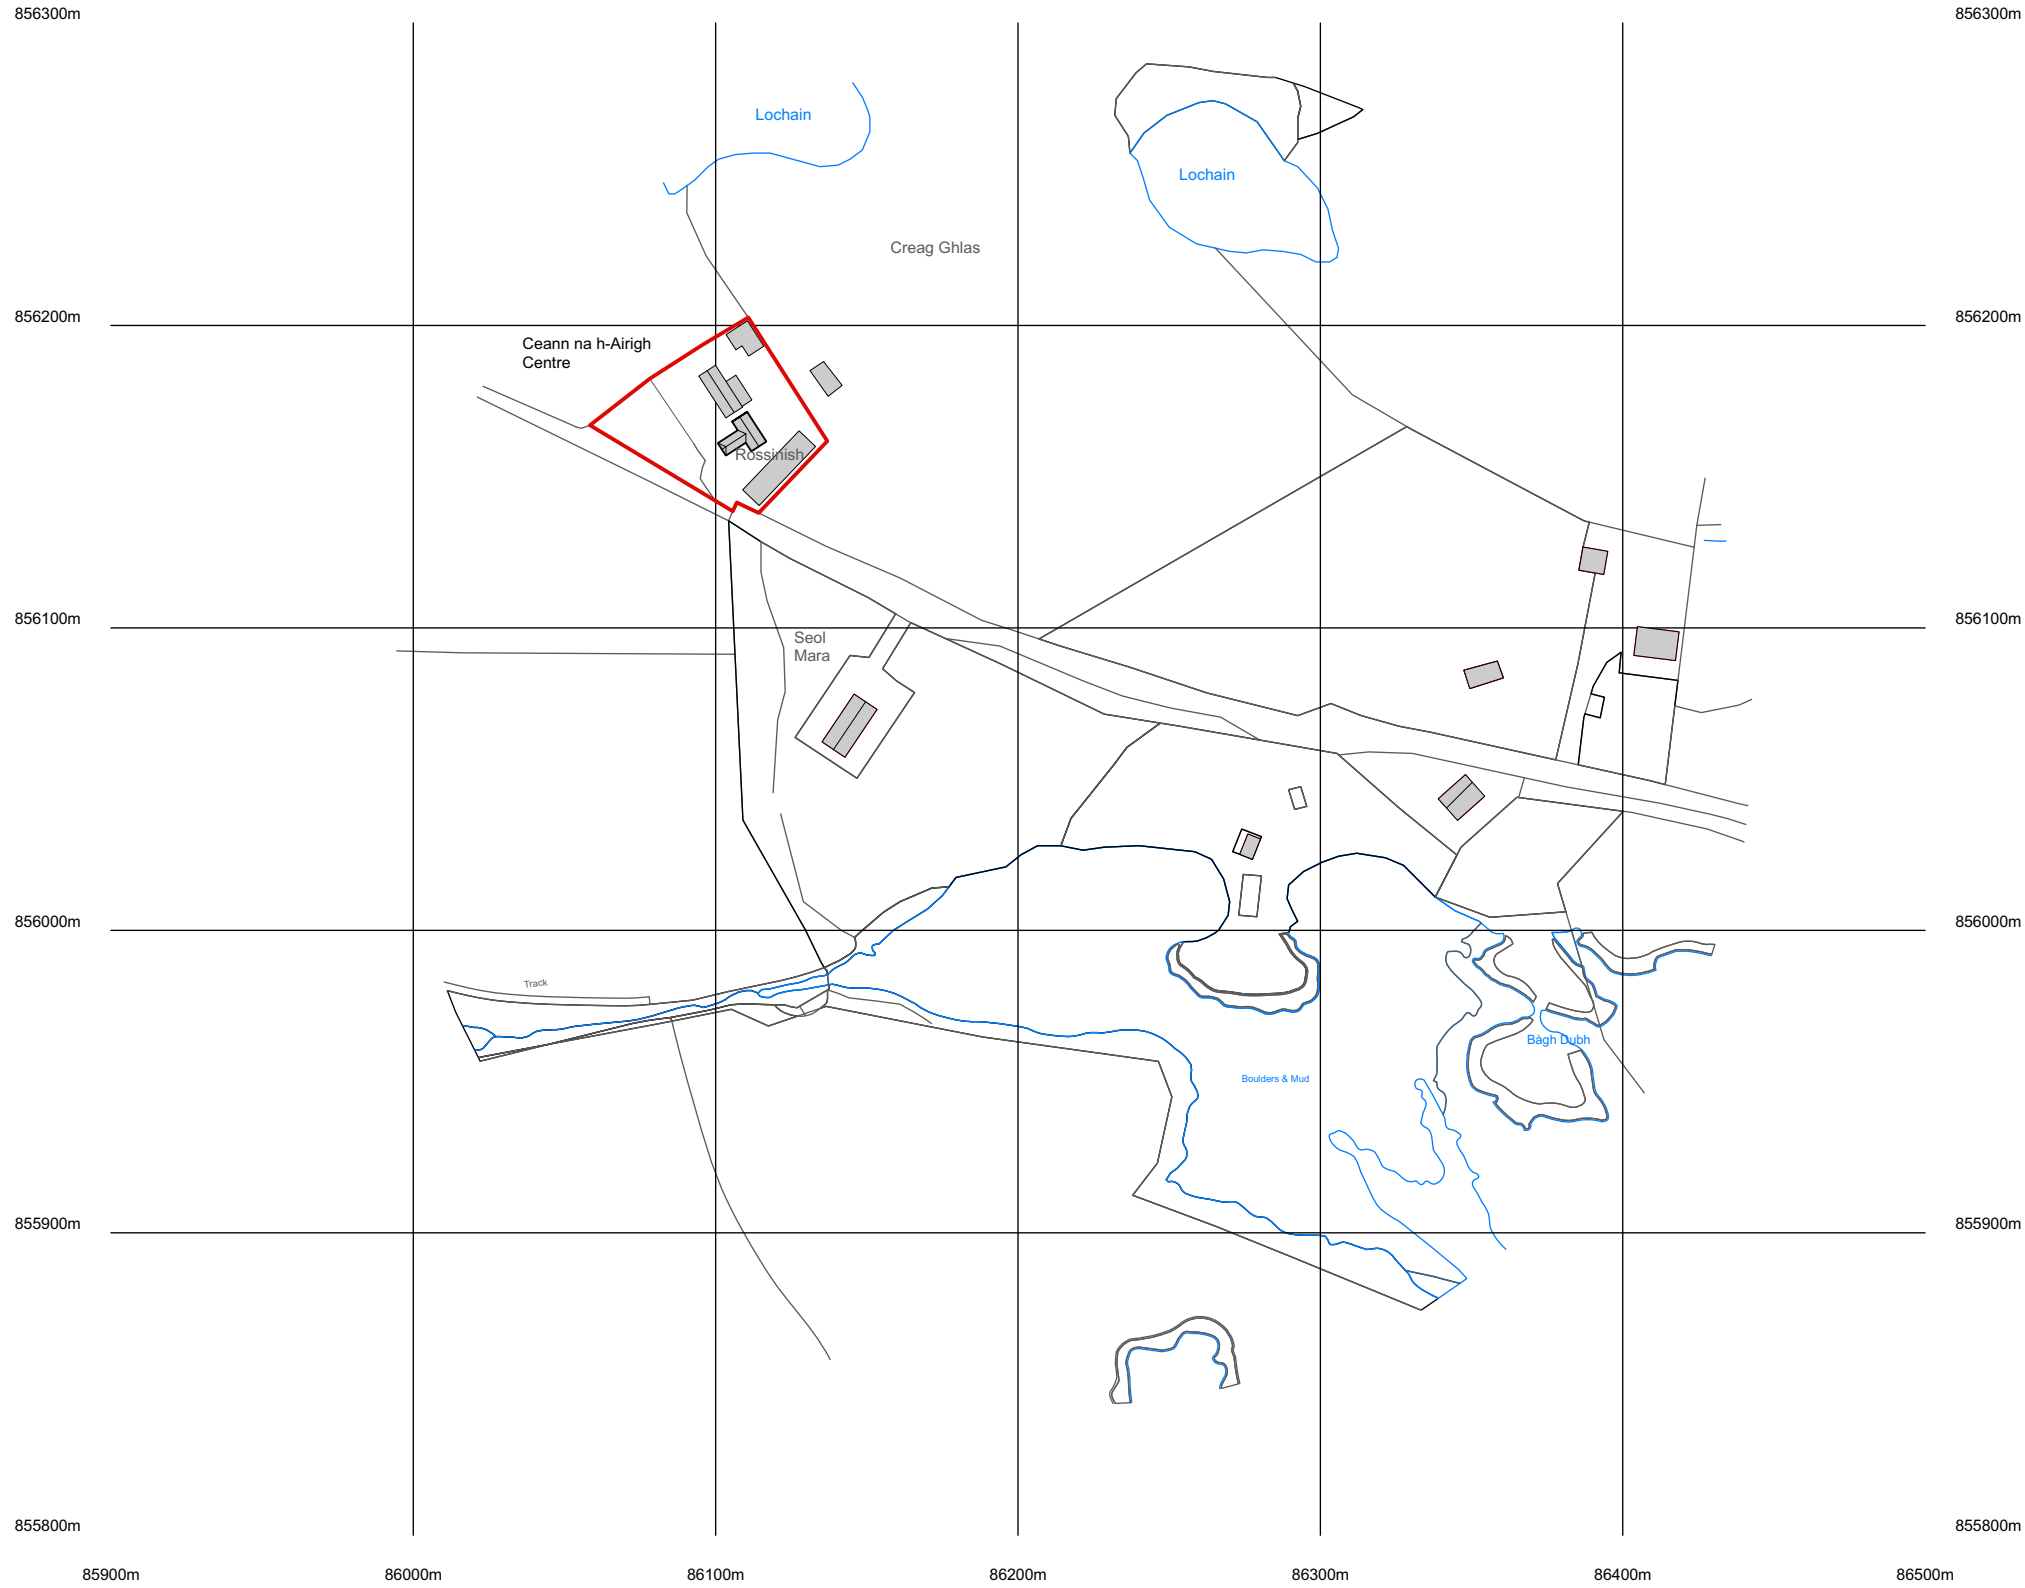 856300m
856300m
Lochain
Lochain
Creag Ghlas
856200m
856200m
Ceann na h-Airigh
Centre
Rossinish
856100m
856100m
Seol
Mara
856000m
856000m
Track
Bàgh Dubh
Boulders & Mud
855900m
855900m
855800m
855800m
85900m
86000m
86100m
86200m
86300m
86400m
86500m